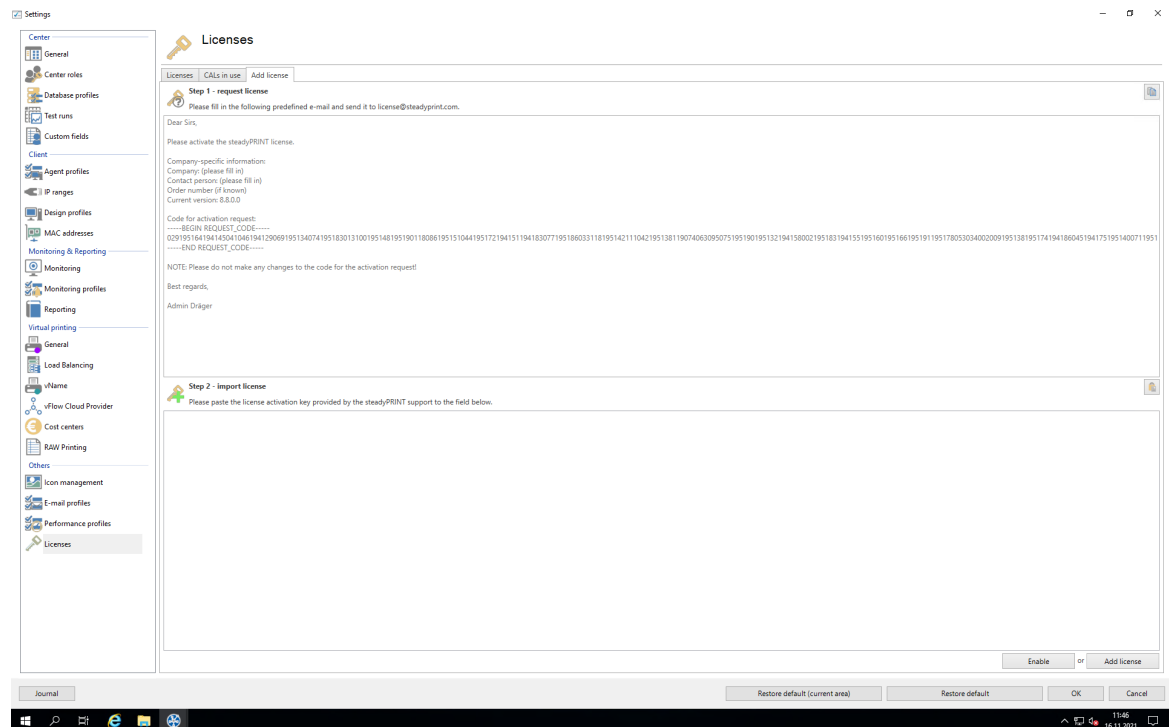 Settings
Center
General
Center roles
Database profiles
Test runs
Custom fields
Client
Agent profiles
IP ranges
Design profiles
MAC addresses
Monitoring & Reporting
Monitoring
Monitoring profiles
Reporting
Virtual printing
General
Load Balancing
vName
vFlow Cloud Provider
Cost centers
RAW Printing
Others
Icon management
E-mail profiles
Performance profiles
Licenses
Licenses
Licenses CALs in use Add license
Step 1 - request license
Please fill in the following predefined e-mail and send it to license@steadyprint.com.
Dear Sirs,
Please activate the steadyPRINT license.
Company-specific information:
Company: (please fill in)
Contact person: (please fill in)
Order number (if known)
Current version: 8.8.0.0
Code for activation request:
-----BEGIN REQUEST_CODE-----
-----END REQUEST_CODE-----
NOTE: Please do not make any changes to the code for the activation request!
Best regards,
Admin Dräger
Step 2 - import license
Please paste the license activation key provided by the steadyPRINT support to the field below.
Enable or Add license
Journal Restore default (current area) Restore default OK Cancel
11:46
16.11.2021